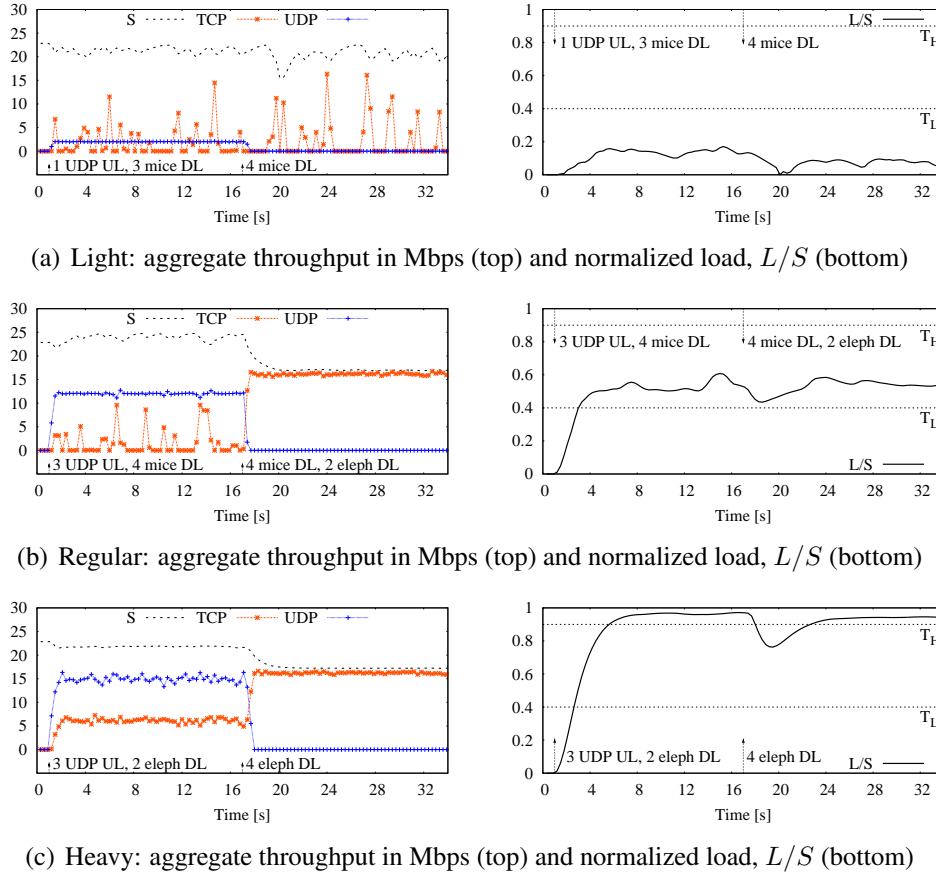 S TCP UDP
30
25
20
15
10
5
0
1 UDP UL, 3 mice DL 4 mice DL
0 4 8 12 16 20 24 28 32
Time [s]
1
0.8
0.6
0.4
0.2
0
L/S
T_H
1 UDP UL, 3 mice DL 4 mice DL
T_L
0 4 8 12 16 20 24 28 32
Time [s]
(a) Light: aggregate throughput in Mbps (top) and normalized load, L/S (bottom)
S TCP UDP
30
25
20
15
10
5
0
3 UDP UL, 4 mice DL 4 mice DL, 2 eleph DL
0 4 8 12 16 20 24 28 32
Time [s]
1
0.8
0.6
0.4
0.2
0
T_H
3 UDP UL, 4 mice DL 4 mice DL, 2 eleph DL
T_L
L/S
0 4 8 12 16 20 24 28 32
Time [s]
(b) Regular: aggregate throughput in Mbps (top) and normalized load, L/S (bottom)
S TCP UDP
30
25
20
15
10
5
0
3 UDP UL, 2 eleph DL 4 eleph DL
0 4 8 12 16 20 24 28 32
Time [s]
1
0.8
0.6
0.4
0.2
0
T_H
T_L
3 UDP UL, 2 eleph DL 4 eleph DL
L/S
0 4 8 12 16 20 24 28 32
Time [s]
(c) Heavy: aggregate throughput in Mbps (top) and normalized load, L/S (bottom)